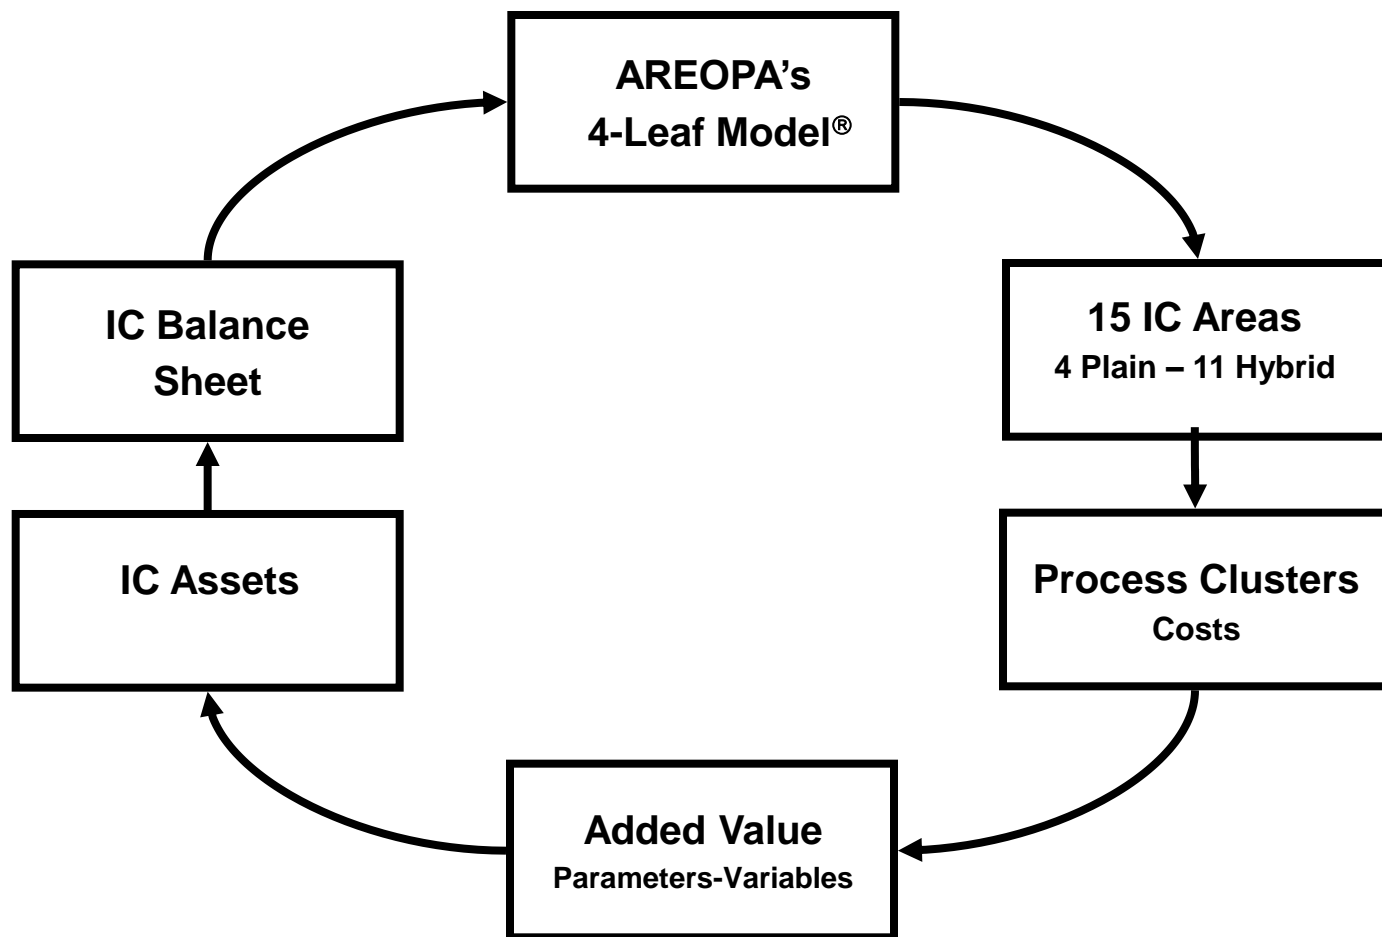 AREOPA’s
4-Leaf Model®
15 IC Areas
4 Plain – 11 Hybrid
Process Clusters
Costs
Added Value
Parameters-Variables
IC Assets
IC Balance
Sheet